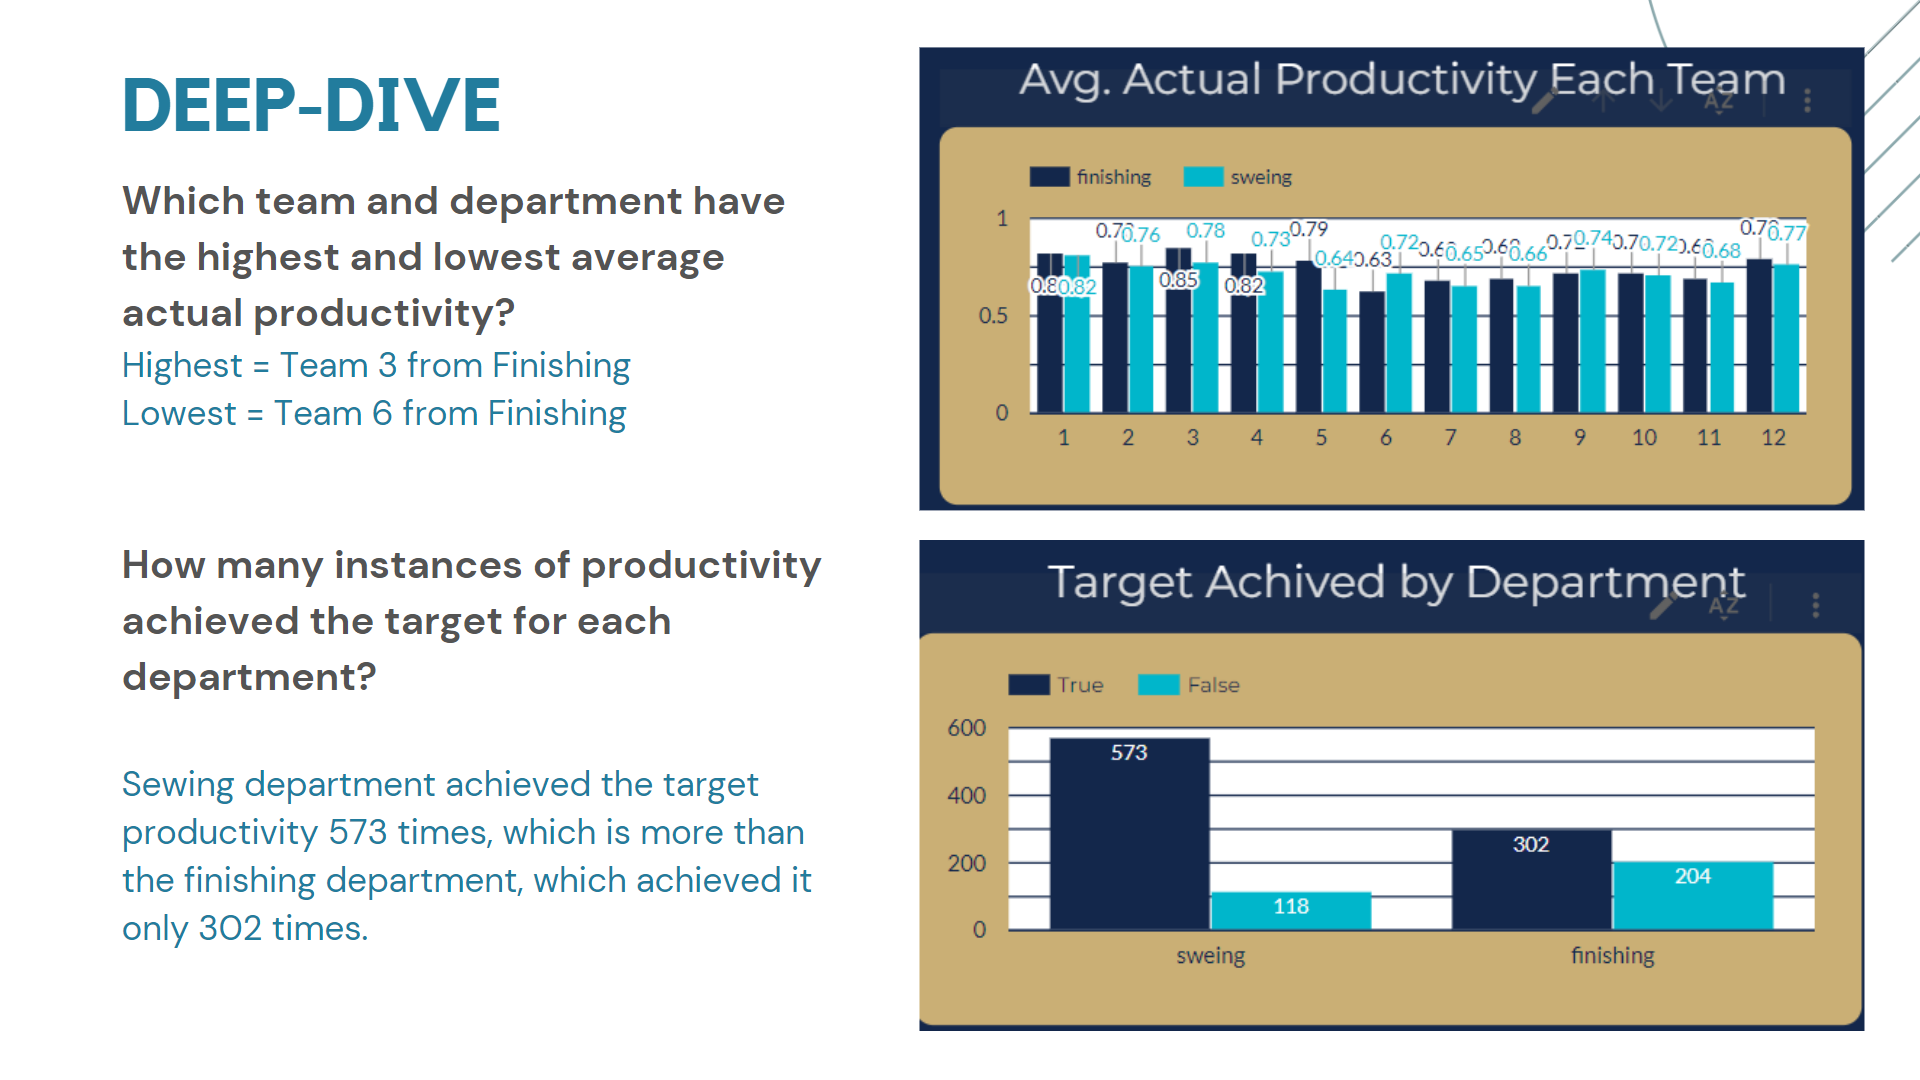 DEEP-DIVE
Which team and department have
the highest and lowest average
actual productivity?
Highest = Team 3 from Finishing
Lowest = Team 6 from Finishing
How many instances of productivity
achieved the target for each
department?
Sewing department achieved the target
productivity 573 times, which is more than
the finishing department, which achieved it
only 302 times.
Avg. Actual Productivity Each Team
AZ
finishing sweing
1
0.76 0.78 0.73 0.79 0.64 0.63 0.72 0.65 0.66 0.74 0.72 0.68 0.77
0.82 0.85 0.82
0.5
0
1 2 3 4 5 6 7 8 9 10 11 12
Target Achived by Department
AZ
True False
600
573
400
302
200
204
118
0
sweing finishing